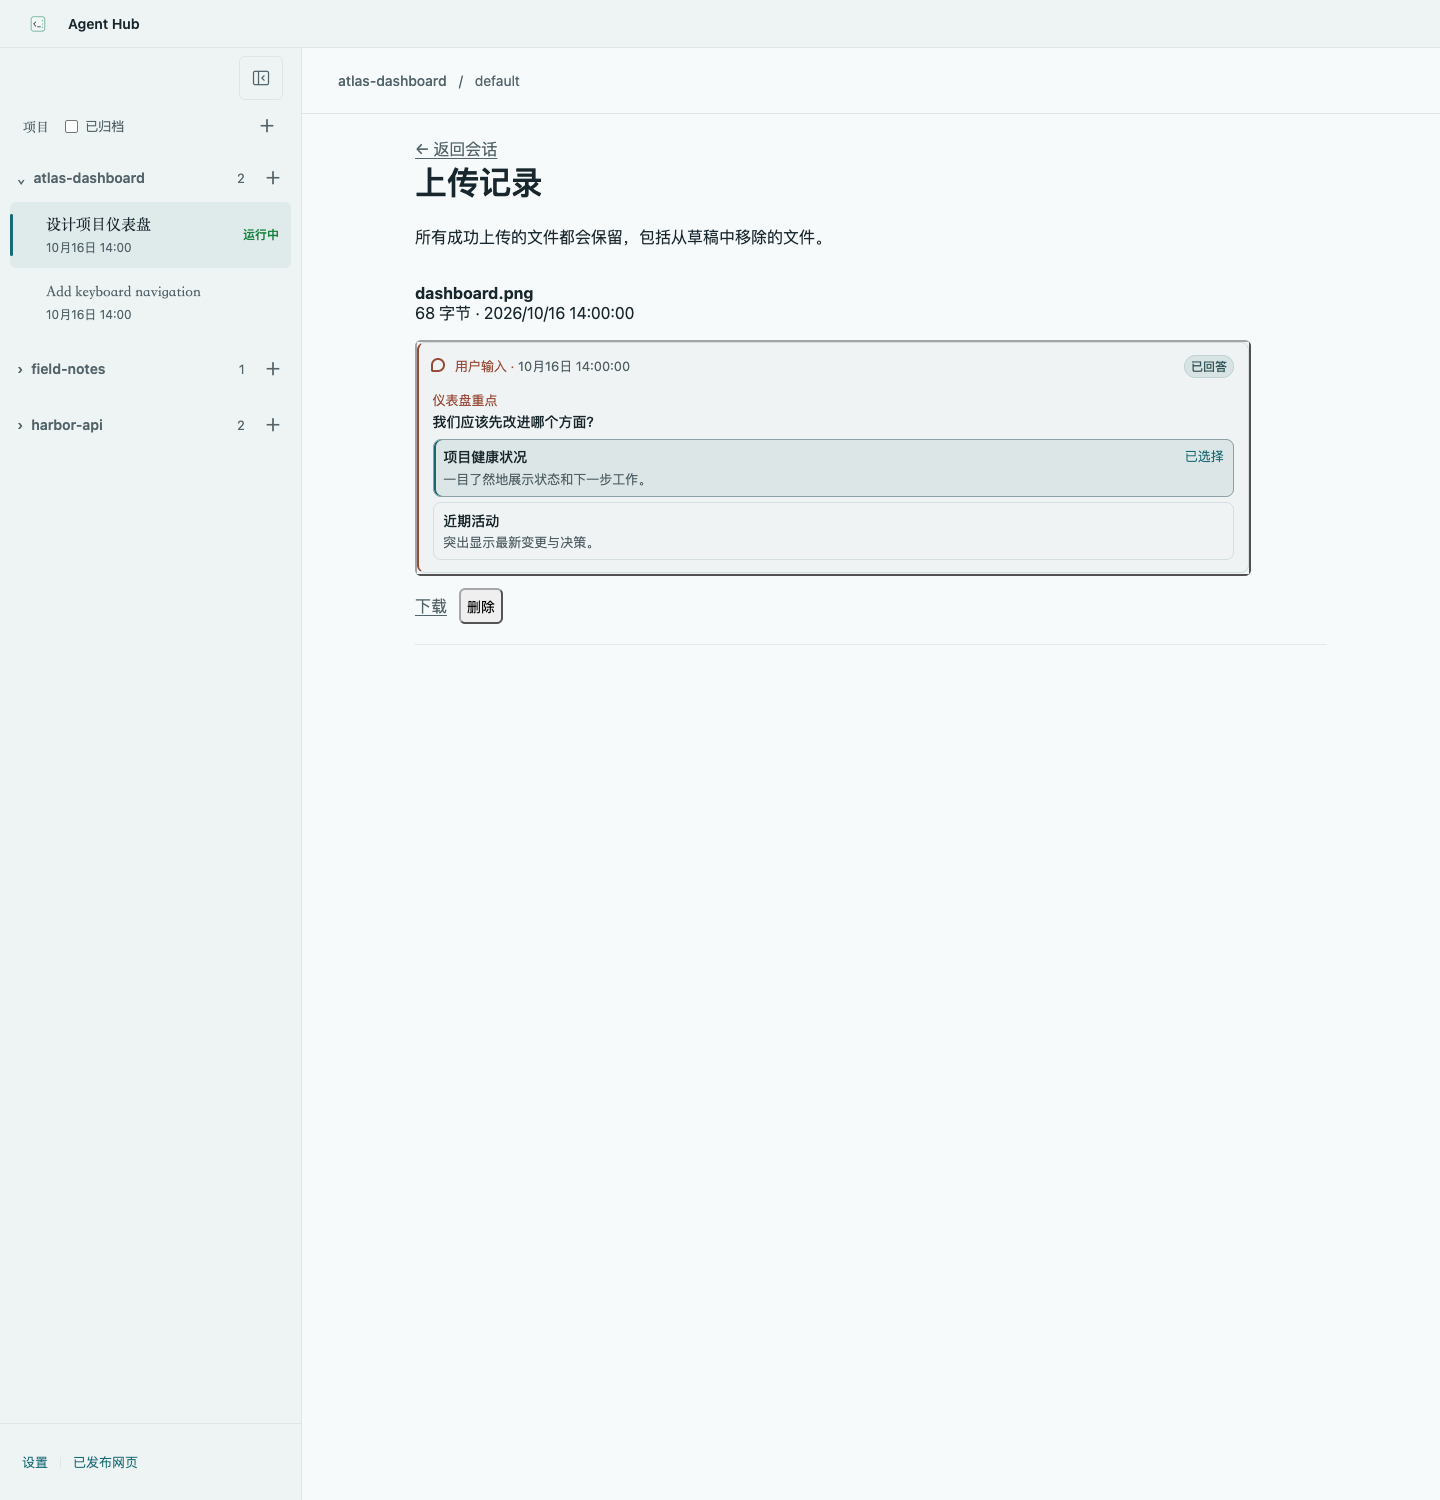 Agent Hub
项目 已归档
atlas-dashboard 2
设计项目仪表盘
10月16日 14:00
运行中
Add keyboard navigation
10月16日 14:00
field-notes 1
harbor-api 2
设置 已发布网页
atlas-dashboard / default
← 返回会话
上传记录
所有成功上传的文件都会保留，包括从草稿中移除的文件。
dashboard.png
68 字节 · 2026/10/16 14:00:00
用户输入 · 10月16日 14:00:00 已回答
仪表盘重点
我们应该先改进哪个方面？
项目健康状况 已选择
一目了然地展示状态和下一步工作。
近期活动
突出显示最新变更与决策。
下载 删除